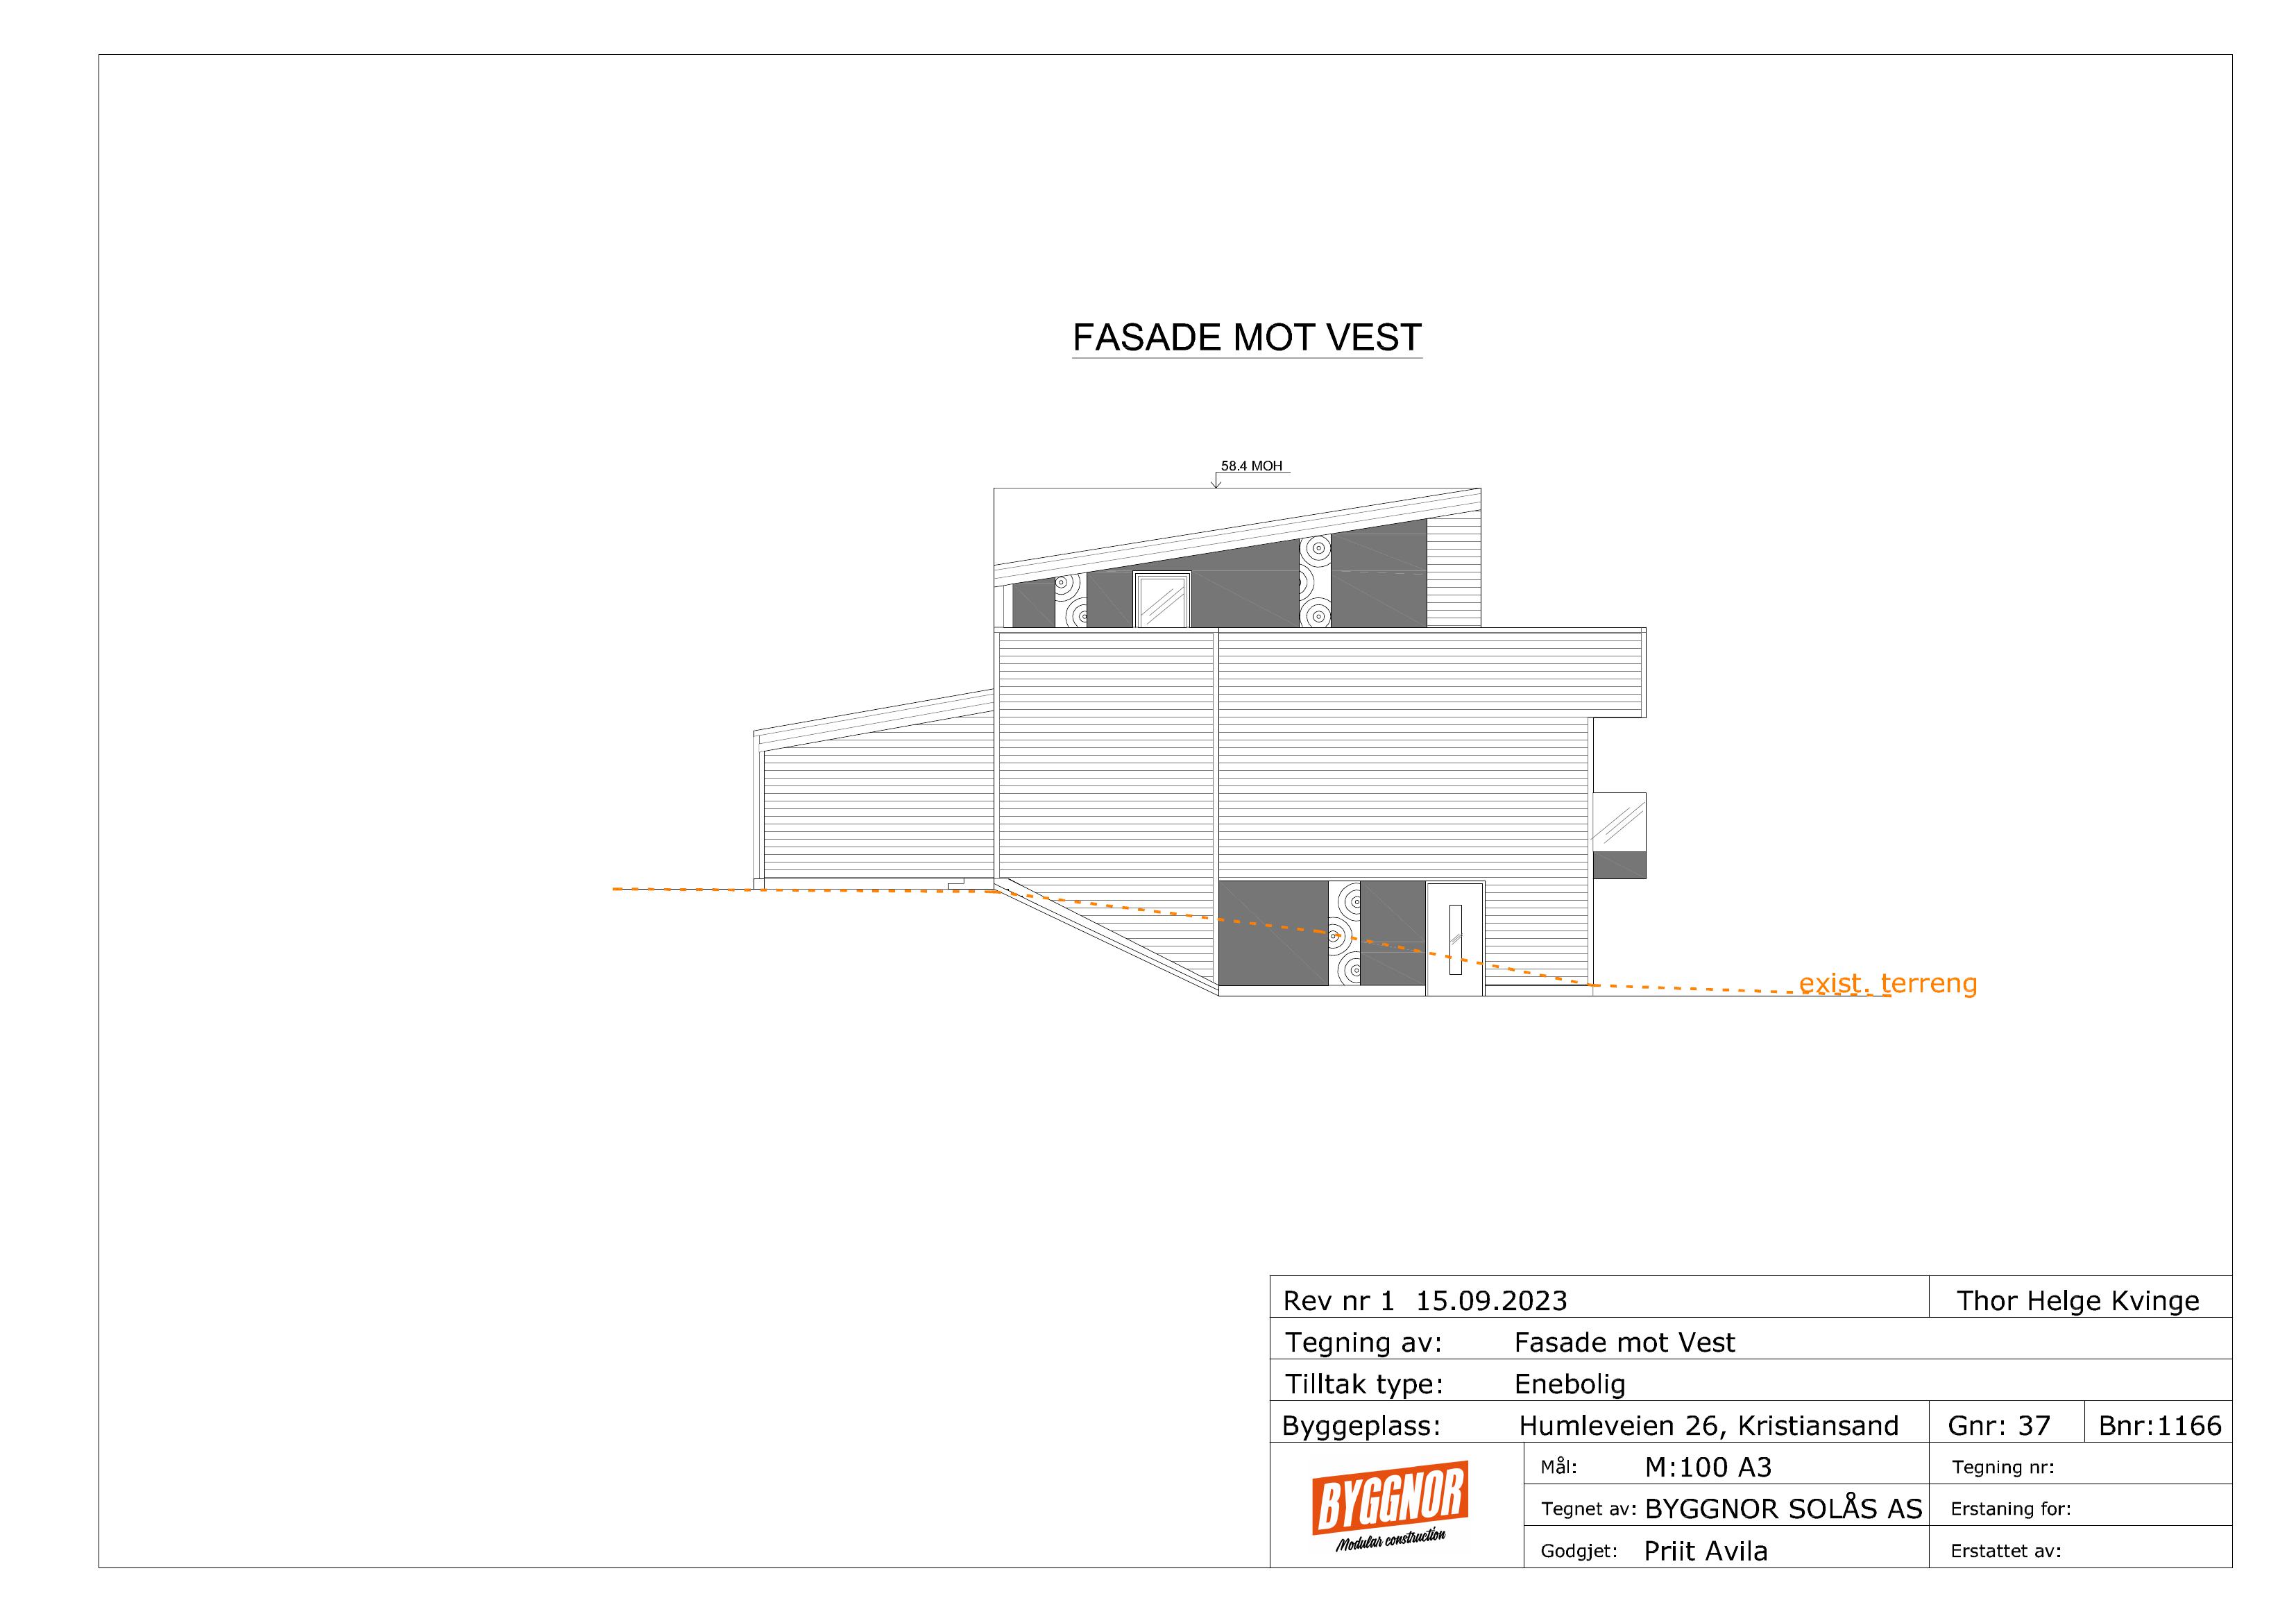 FASADE MOT VEST
58.4 MOH
exist. terreng
Rev nr 1 15.09.2023 Thor Helge Kvinge
Tegning av: Fasade mot Vest
Tilltak type: Enebolig
Byggeplass: Humleveien 26, Kristiansand Gnr: 37 Bnr:1166
BYGGNOR
Modular construction
Mål: M:100 A3 Tegning nr:
Tegnet av: BYGGNOR SOLÅS AS Erstaning for:
Godgjet: Priit Avila Erstattet av: